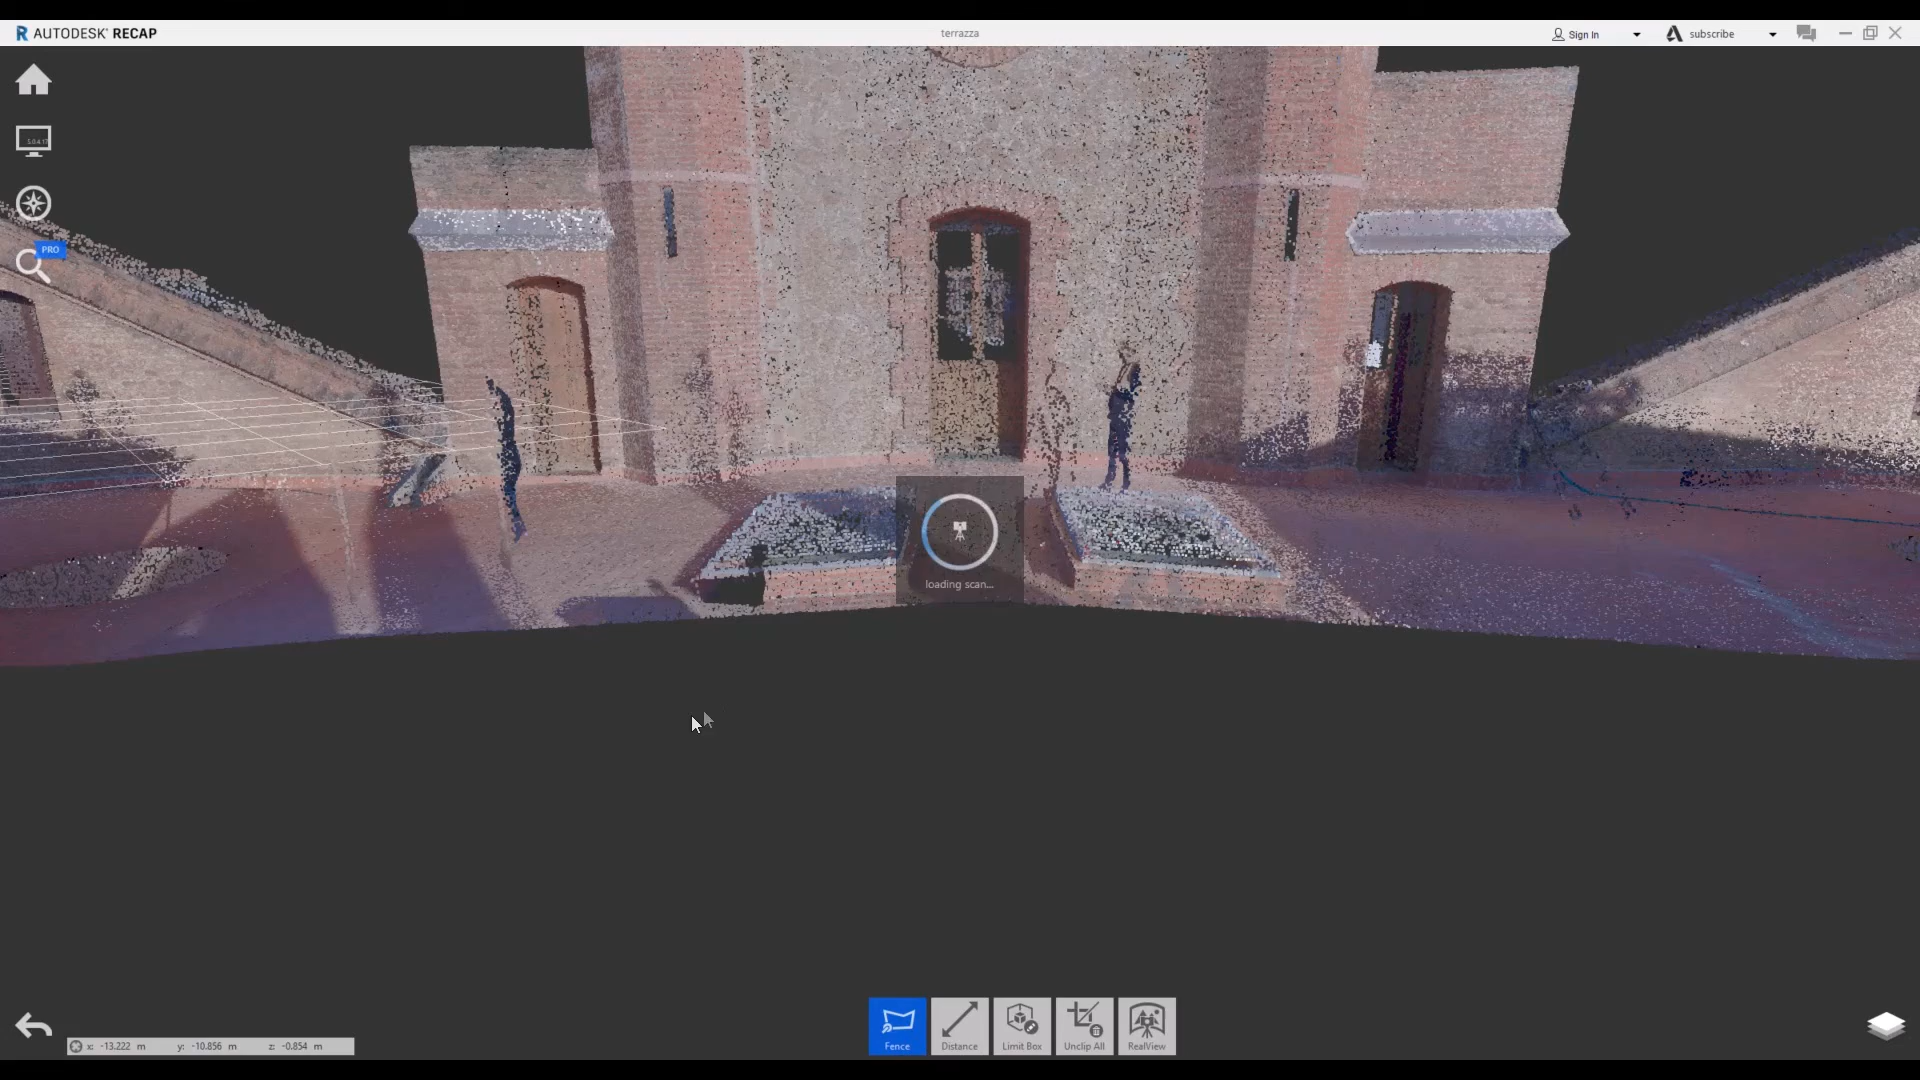 R AUTODESK® RECAP
terrazza
Sign In
subscribe
PRO
loading scan...
x: -13.222 m y: -10.856 m z: -0.854 m
Fence
Distance
Limit Box
Unclip All
RealView